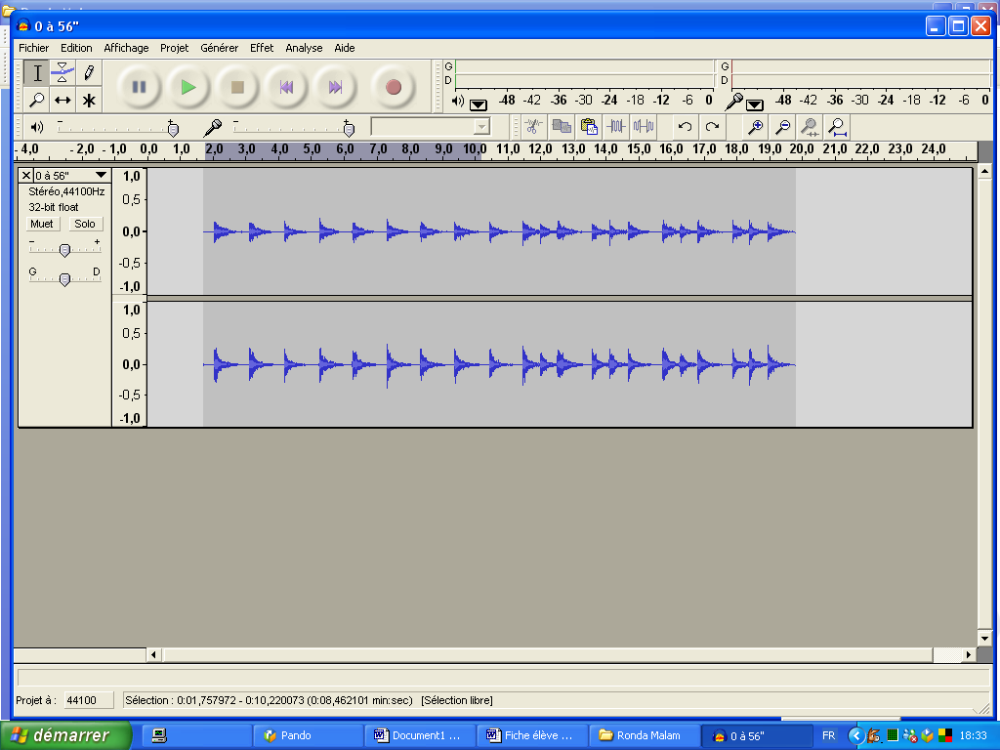 0 à 56"
Fichier Edition Affichage Projet Générer Effet Analyse Aide
G
D
-48 -42 -36 -30 -24 -18 -12 -6 0
G
D
-48 -42 -36 -30 -24 -18 -12 -6 0
- 4,0 - 2,0 - 1,0 0,0 1,0 2,0 3,0 4,0 5,0 6,0 7,0 8,0 9,0 10,0 11,0 12,0 13,0 14,0 15,0 16,0 17,0 18,0 19,0 20,0 21,0 22,0 23,0 24,0
0 à 56"
Stéréo,44100Hz
32-bit float
Muet Solo
- +
G D
1,0
0,5
0,0
-0,5
-1,0
1,0
0,5
0,0
-0,5
-1,0
Projet à : 44100 Sélection : 0:01,757972 - 0:10,220073 (0:08,462101 min:sec) [Sélection libre]
démarrer Pando Document1 ... Fiche élève ... Ronda Malam 0 à 56" FR 18:33